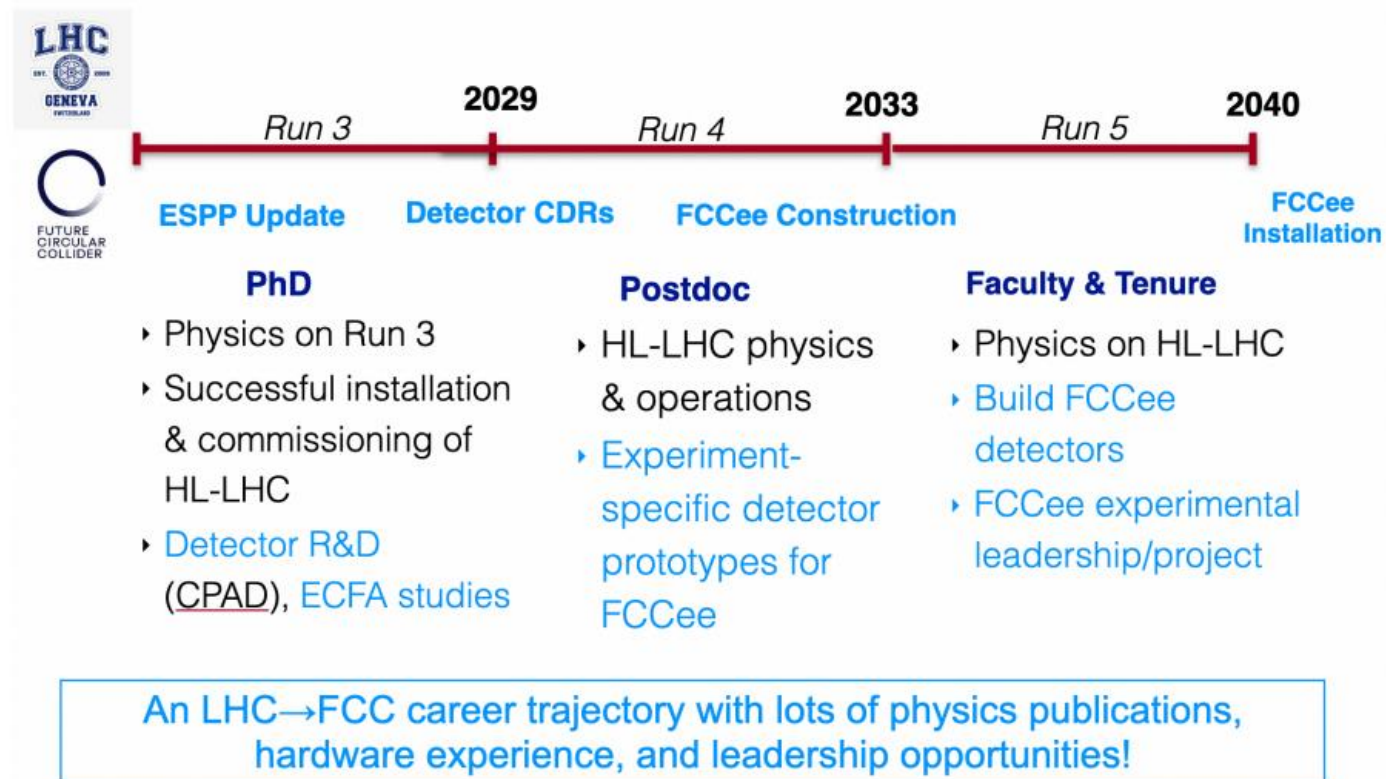 LHC
EST. 2008
GENEVA
SWITZERLAND
2029
2033
2040
Run 3
Run 4
Run 5
FUTURE
CIRCULAR
COLLIDER
ESPP Update
Detector CDRs
FCCee Construction
FCCee
Installation
PhD
‣ Physics on Run 3
‣ Successful installation
& commissioning of
HL-LHC
‣ Detector R&D
(CPAD), ECFA studies
Postdoc
‣ HL-LHC physics
& operations
‣ Experiment-
specific detector
prototypes for
FCCee
Faculty & Tenure
‣ Physics on HL-LHC
‣ Build FCCee
detectors
‣ FCCee experimental
leadership/project
An LHC→FCC career trajectory with lots of physics publications,
hardware experience, and leadership opportunities!